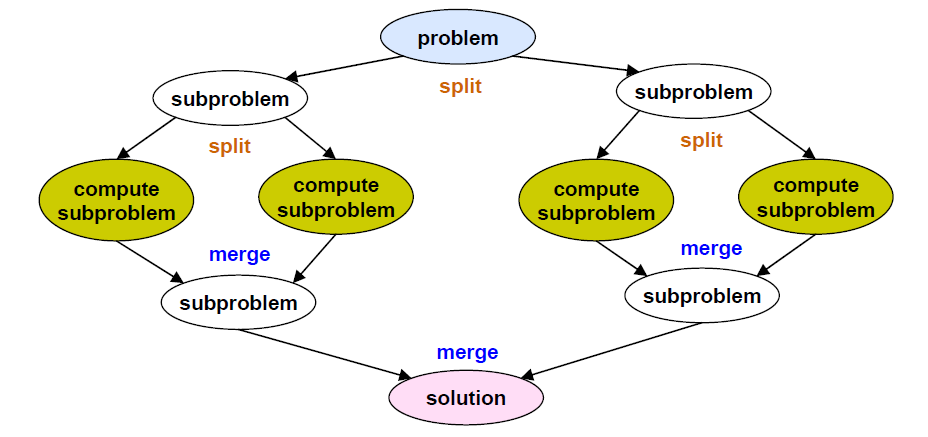 problem
split
subproblem
subproblem
split
split
compute
subproblem
compute
subproblem
compute
subproblem
compute
subproblem
merge
merge
subproblem
subproblem
merge
solution